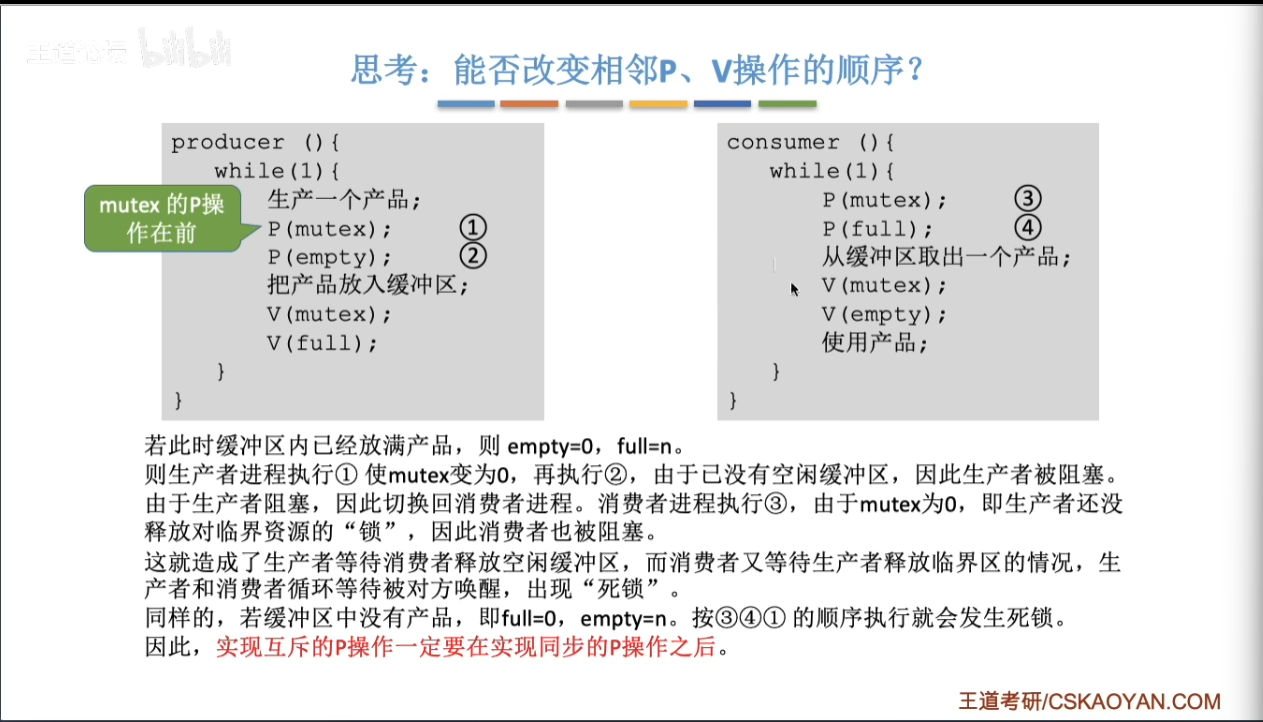 王道论坛 bilibili
思考：能否改变相邻P、V操作的顺序？
producer (){
while(1){
生产一个产品;
P(mutex); ①
P(empty); ②
把产品放入缓冲区;
V(mutex);
V(full);
}
}
mutex 的P操
作在前
consumer (){
while(1){
P(mutex); ③
P(full); ④
从缓冲区取出一个产品;
V(mutex);
V(empty);
使用产品;
}
}
若此时缓冲区内已经放满产品，则 empty=0，full=n。
则生产者进程执行① 使mutex变为0，再执行②，由于已没有空闲缓冲区，因此生产者被阻塞。
由于生产者阻塞，因此切换回消费者进程。消费者进程执行③，由于mutex为0，即生产者还没
释放对临界资源的“锁”，因此消费者也被阻塞。
这就造成了生产者等待消费者释放空闲缓冲区，而消费者又等待生产者释放临界区的情况，生
产者和消费者循环等待被对方唤醒，出现“死锁”。
同样的，若缓冲区中没有产品，即full=0，empty=n。按③④① 的顺序执行就会发生死锁。
因此，实现互斥的P操作一定要在实现同步的P操作之后。
王道考研/CSKAOYAN.COM